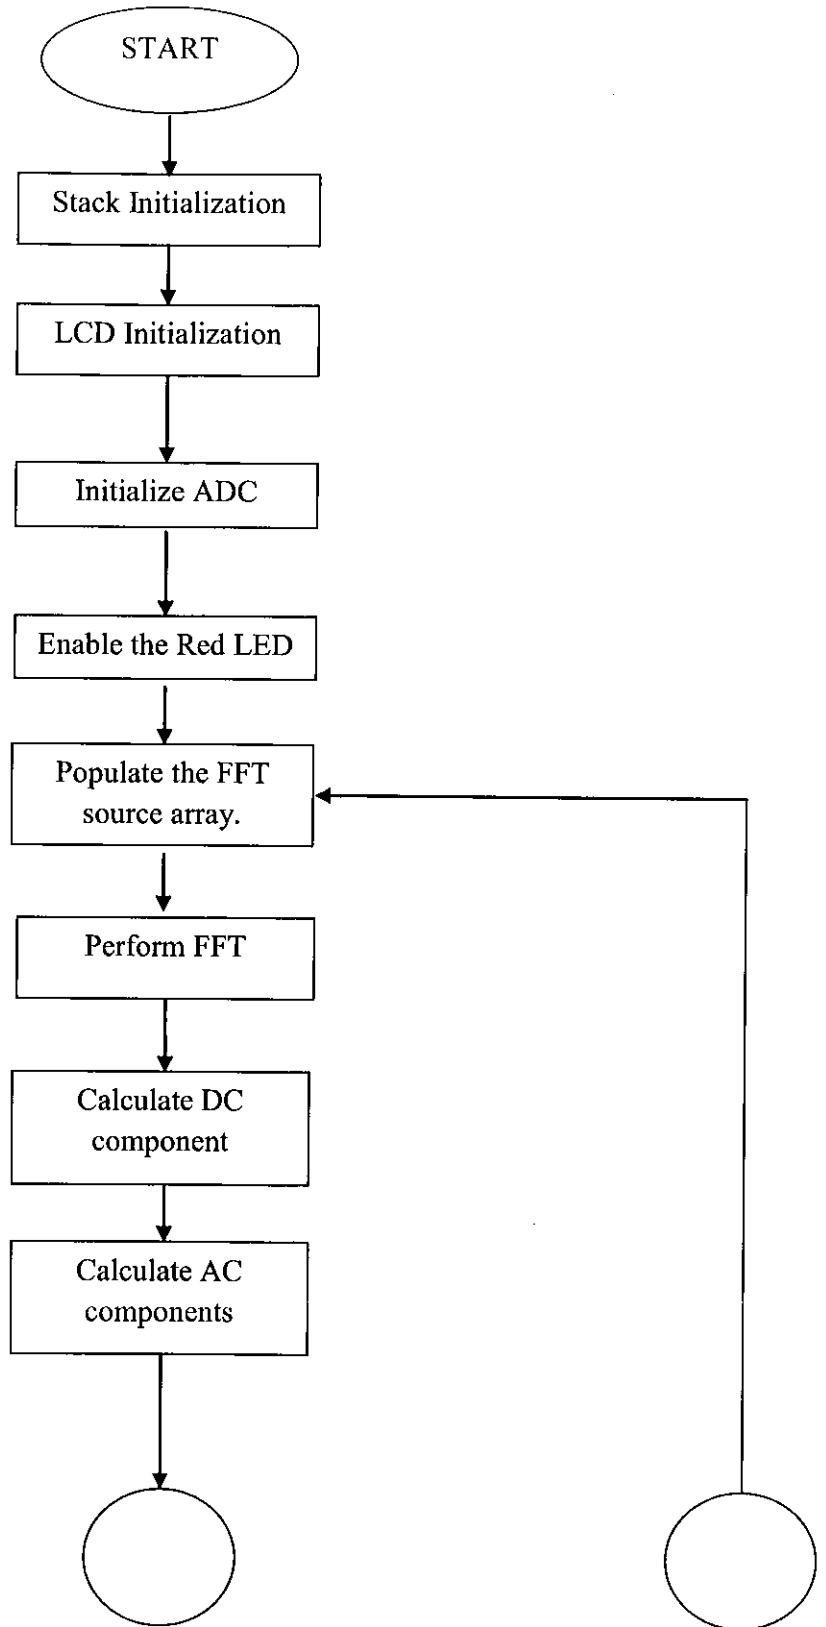 START
Stack Initialization
LCD Initialization
Initialize ADC
Enable the Red LED
Populate the FFT
source array.
Perform FFT
Calculate DC
component
Calculate AC
components